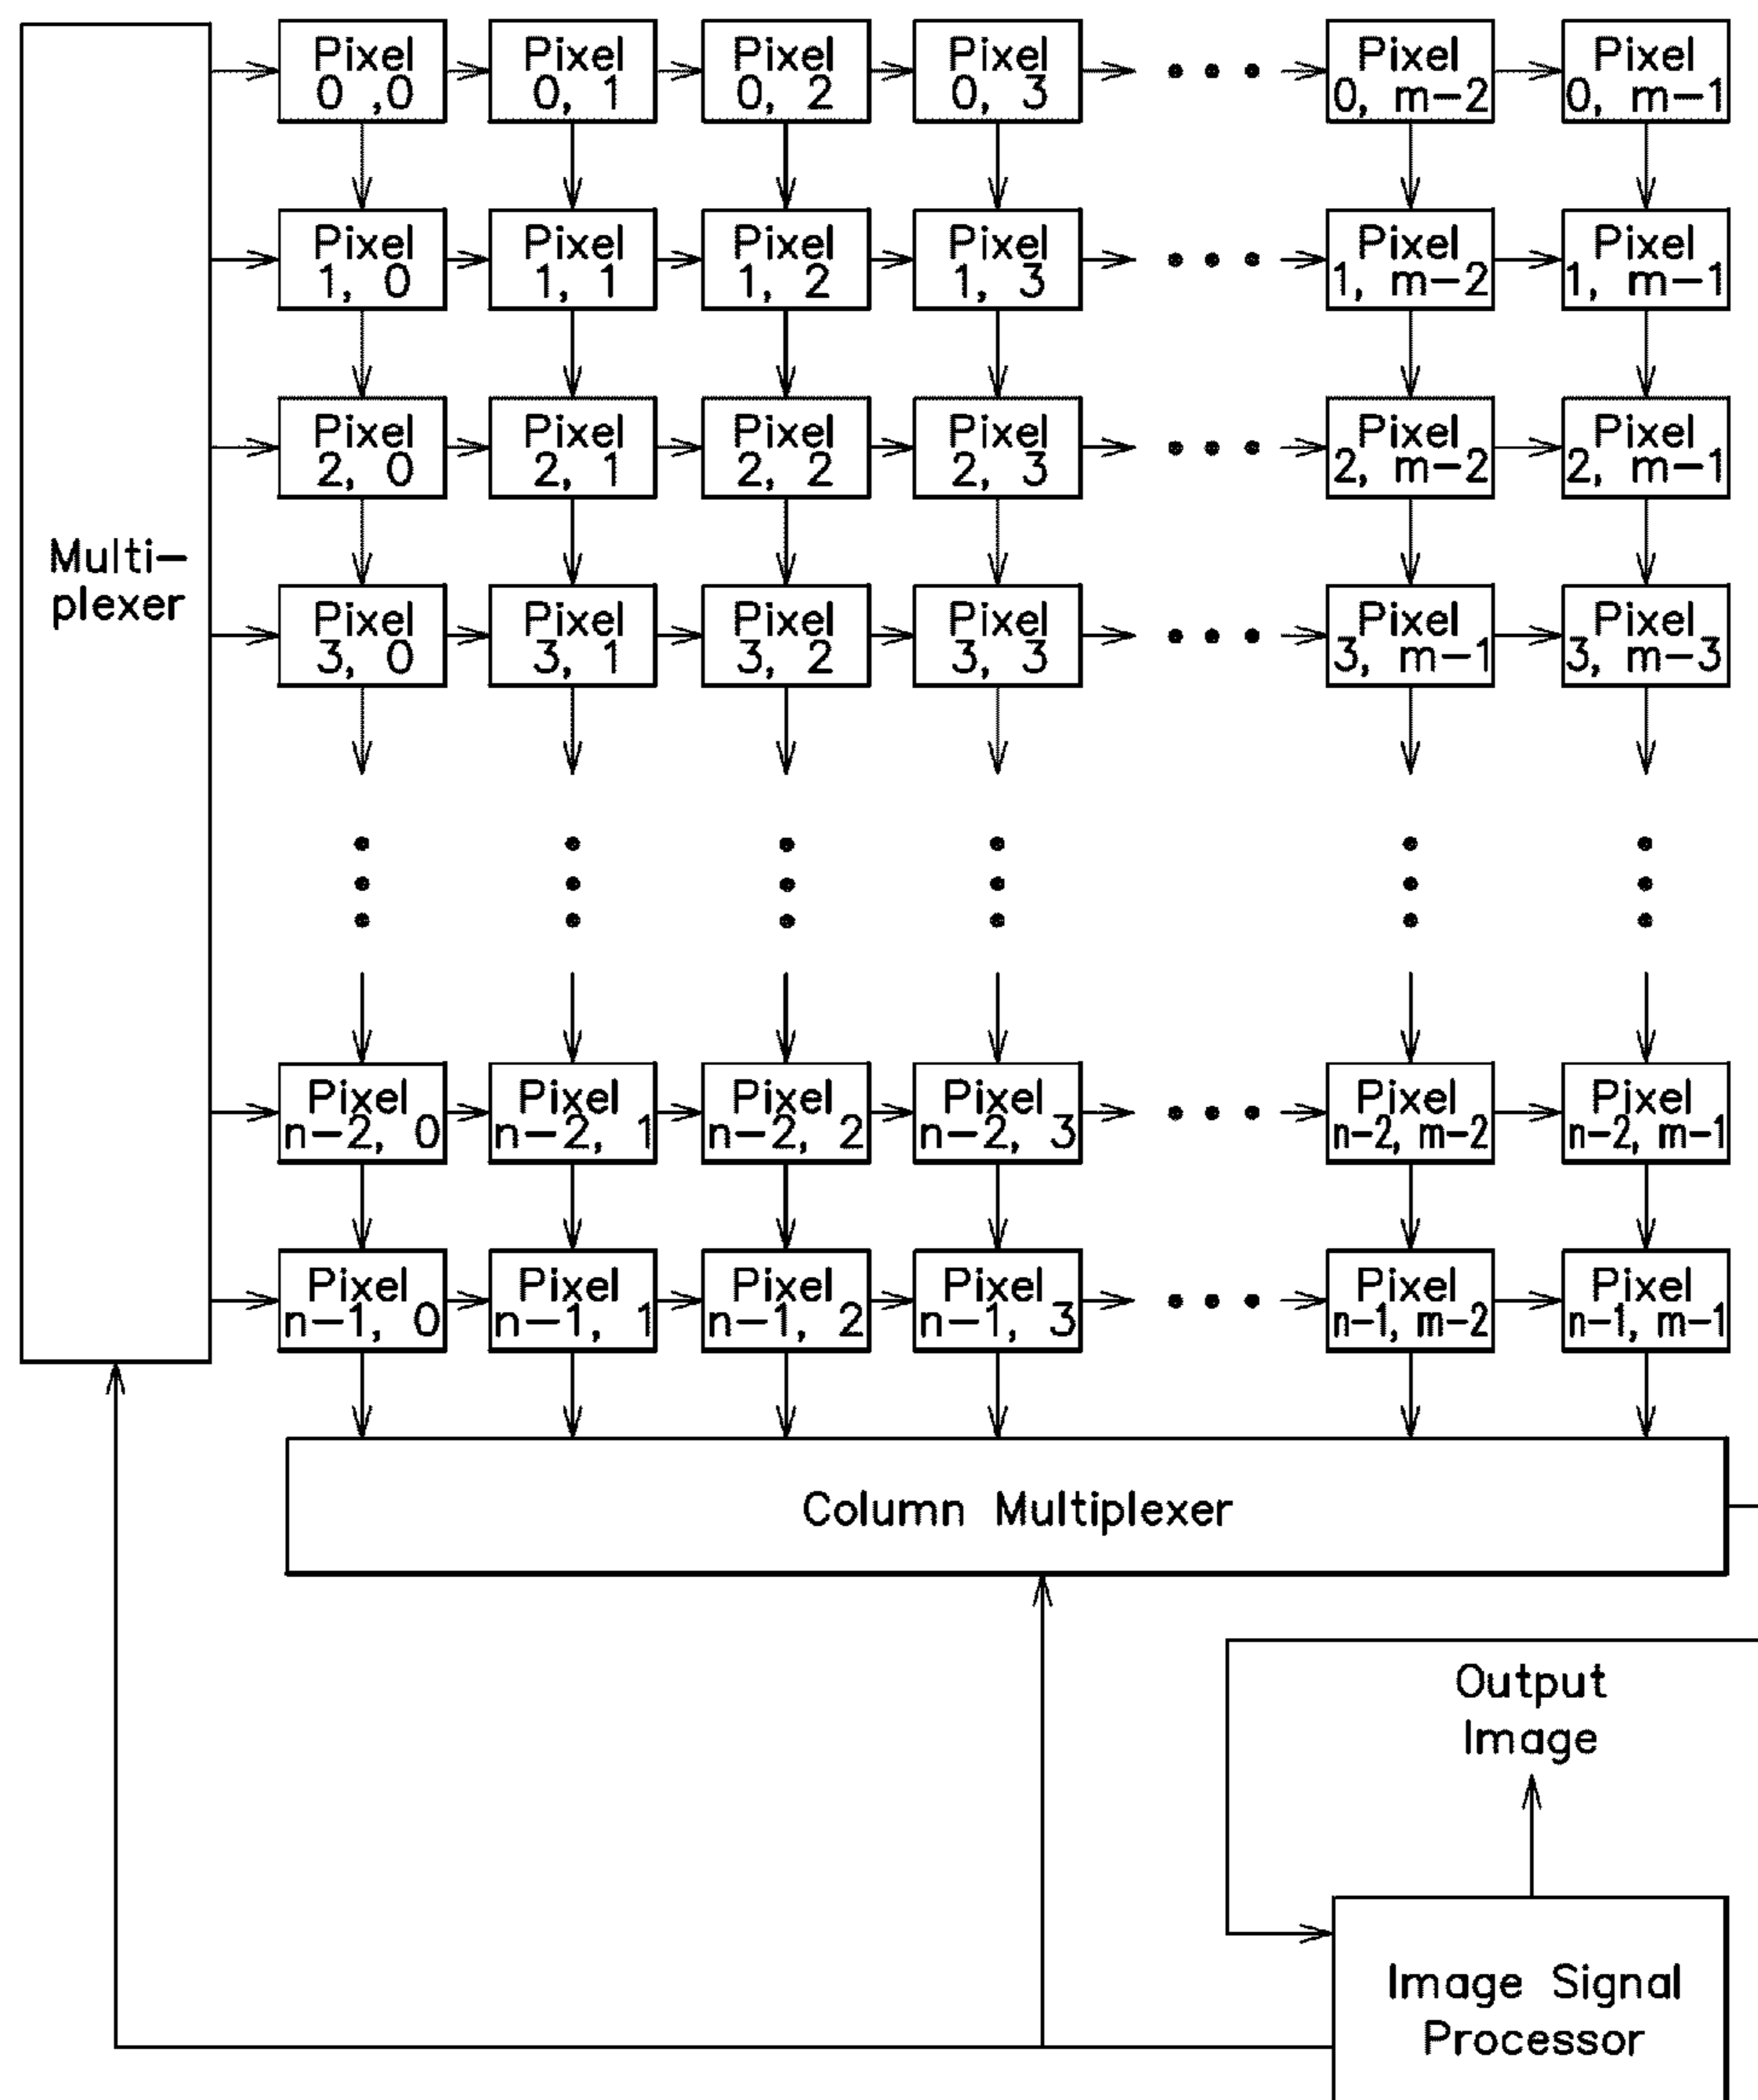 Pixel
0 ,0
Pixel
0, 1
Pixel
0, 2
Pixel
0, 3
Pixel
0, m-2
Pixel
0, m-1
Pixel
1, 0
Pixel
1, 1
Pixel
1, 2
Pixel
1, 3
Pixel
1, m-2
Pixel
1, m-1
Pixel
2, 0
Pixel
2, 1
Pixel
2, 2
Pixel
2, 3
Pixel
2, m-2
Pixel
2, m-1
Multi-
plexer
Pixel
3, 0
Pixel
3, 1
Pixel
3, 2
Pixel
3, 3
Pixel
3, m-1
Pixel
3, m-3
Pixel
n-2, 0
Pixel
n-2, 1
Pixel
n-2, 2
Pixel
n-2, 3
Pixel
n-2, m-2
Pixel
n-2, m-1
Pixel
n-1, 0
Pixel
n-1, 1
Pixel
n-1, 2
Pixel
n-1, 3
Pixel
n-1, m-2
Pixel
n-1, m-1
Column Multiplexer
Output
Image
Image Signal
Processor